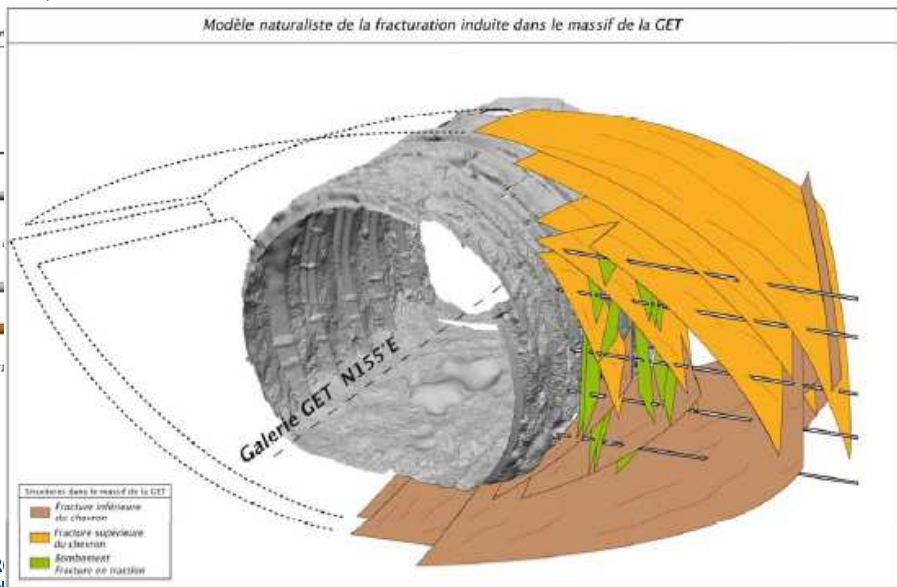 Modèle naturaliste de la fracturation induite dans le massif de la GET
Galerie GET N155°E
Structures dans le massif de la GET
Fracture inférieure
du chevron
Fracture supérieure
du chevron
Bombement
Fracture en traction